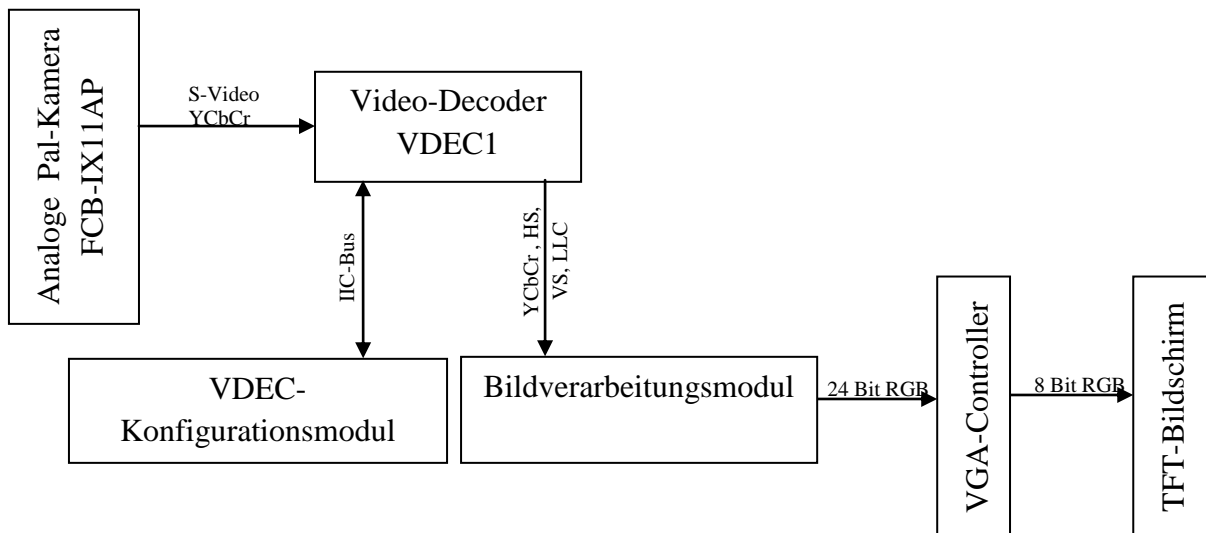 Analoge Pal-Kamera
FCB-IX11AP
S-Video
YCbCr
Video-Decoder
VDEC1
IIC-Bus
YCbCr , HS,
VS, LLC
VDEC-
Konfigurationsmodul
Bildverarbeitungsmodul
24 Bit RGB
VGA-Controller
8 Bit RGB
TFT-Bildschirm